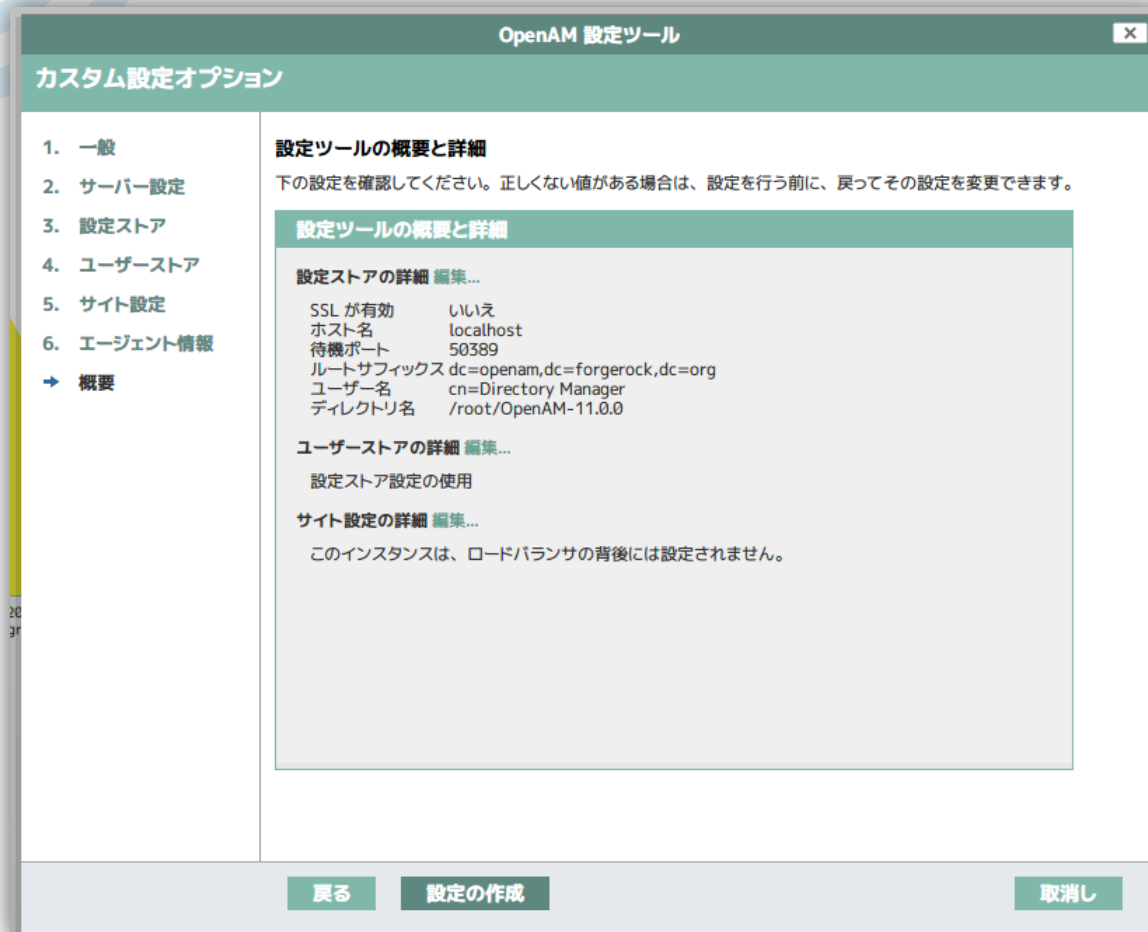 OpenAM 設定ツール
カスタム設定オプション
1. 一般
2. サーバー設定
3. 設定ストア
4. ユーザーストア
5. サイト設定
6. エージェント情報
概要
設定ツールの概要と詳細
下の設定を確認してください。正しくない値がある場合は、設定を行う前に、戻ってその設定を変更できます。
設定ツールの概要と詳細
設定ストアの詳細 編集...
SSL が有効 いいえ
ホスト名 localhost
待機ポート 50389
ルートサフィックス dc=openam,dc=forgerock,dc=org
ユーザー名 cn=Directory Manager
ディレクトリ名 /root/OpenAM-11.0.0
ユーザーストアの詳細 編集...
設定ストア設定の使用
サイト設定の詳細 編集...
このインスタンスは、ロードバランサの背後には設定されません。
戻る 設定の作成 取消し